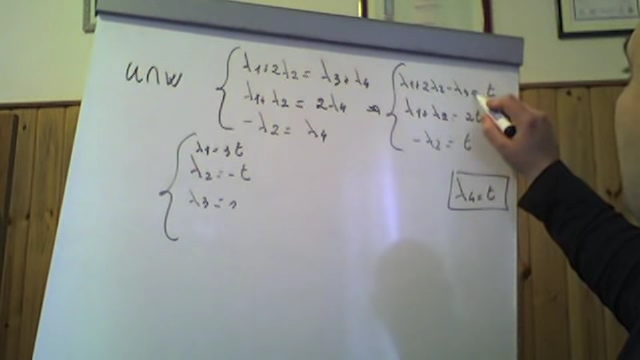 U∩W
λ1+2λ2 = λ3+λ4
λ1+λ2 = 2λ4
-λ2 = λ4
λ1+2λ2-λ3 = t
λ1+λ2 = 2t
-λ2 = t
λ1 = 3t
λ2 = -t
λ3 =
λ4 = t